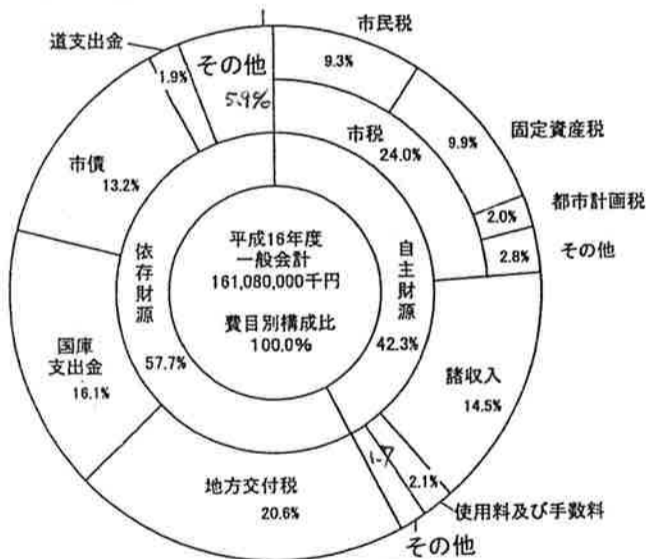 道支出金
1.9%
その他
5.9%
市民税
9.3%
固定資産税
9.9%
市税
24.0%
都市計画税
2.0%
その他
2.8%
市債
13.2%
依存財源
57.7%
平成16年度
一般会計
161,080,000千円
費目別構成比
100.0%
自主財源
42.3%
国庫
支出金
16.1%
諸収入
14.5%
地方交付税
20.6%
1.7
2.1%
使用料及び手数料
その他